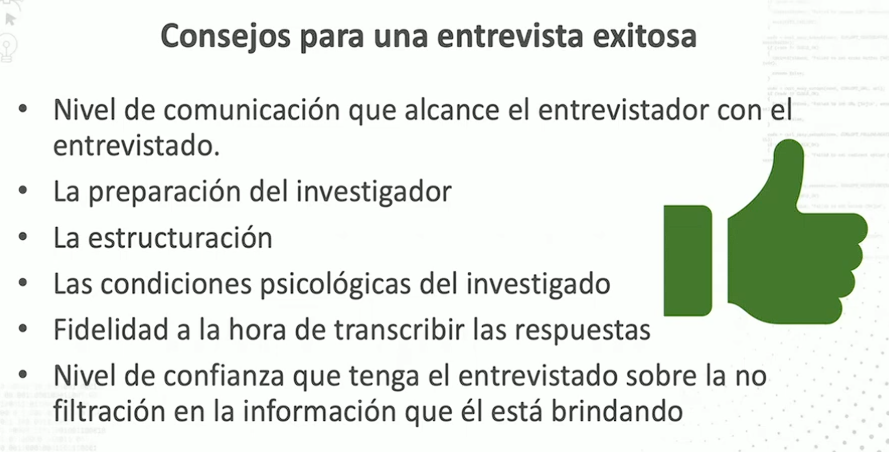 Consejos para una entrevista exitosa
• Nivel de comunicación que alcance el entrevistador con el
entrevistado.
• La preparación del investigador
• La estructuración
• Las condiciones psicológicas del investigado
• Fidelidad a la hora de transcribir las respuestas
• Nivel de confianza que tenga el entrevistado sobre la no
filtración en la información que él está brindando